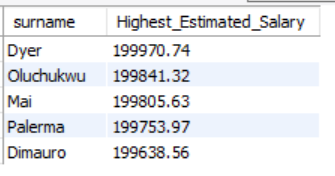 surname Highest_Estimated_Salary
Dyer 199970.74
Oluchukwu 199841.32
Mai 199805.63
Palerma 199753.97
Dimauro 199638.56